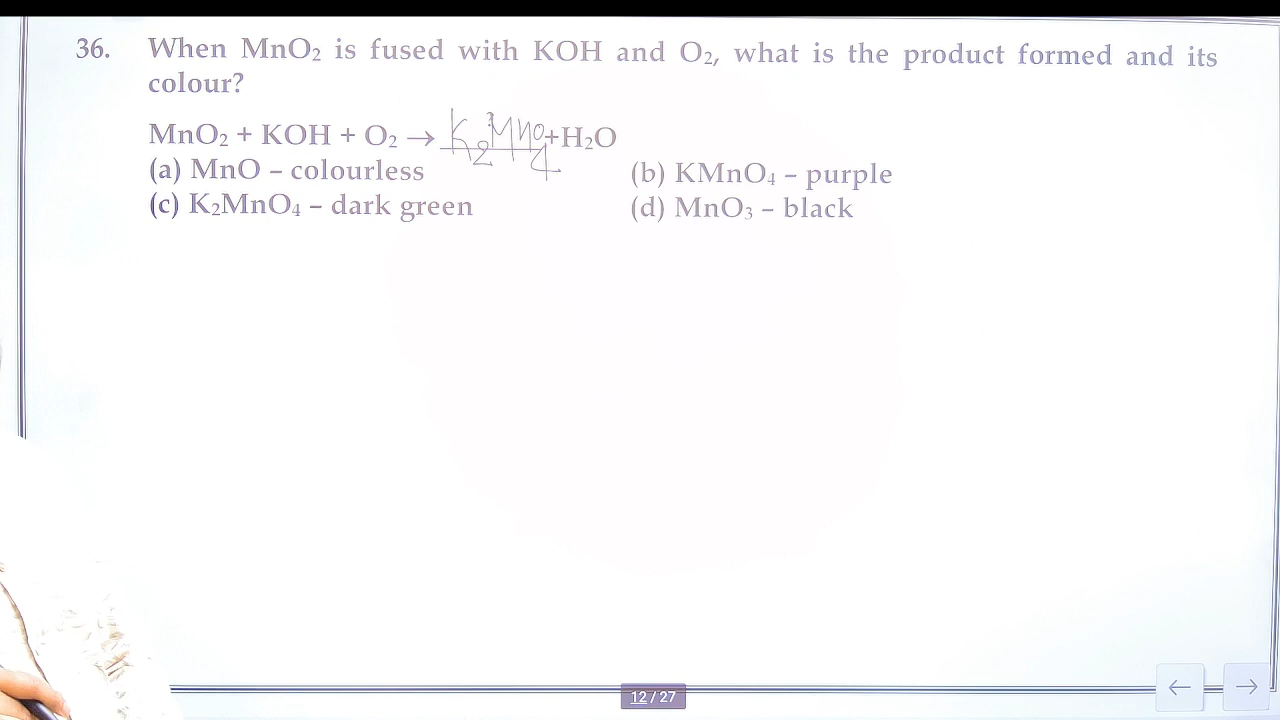 36. When MnO₂ is fused with KOH and O₂, what is the product formed and its
colour?
MnO₂ + KOH + O₂ → K₂MnO₄ + H₂O
(a) MnO – colourless (b) KMnO₄ – purple
(c) K₂MnO₄ – dark green (d) MnO₃ – black
12 / 27